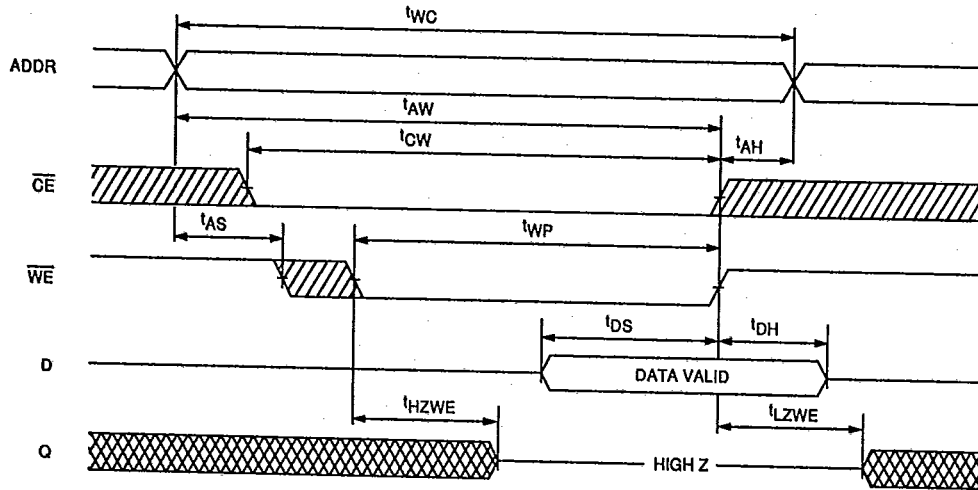 tWC
ADDR
tAW
tCW
tAH
CE
tAS
tWP
WE
tDS
tDH
D
DATA VALID
tHZWE
tLZWE
Q
HIGH Z